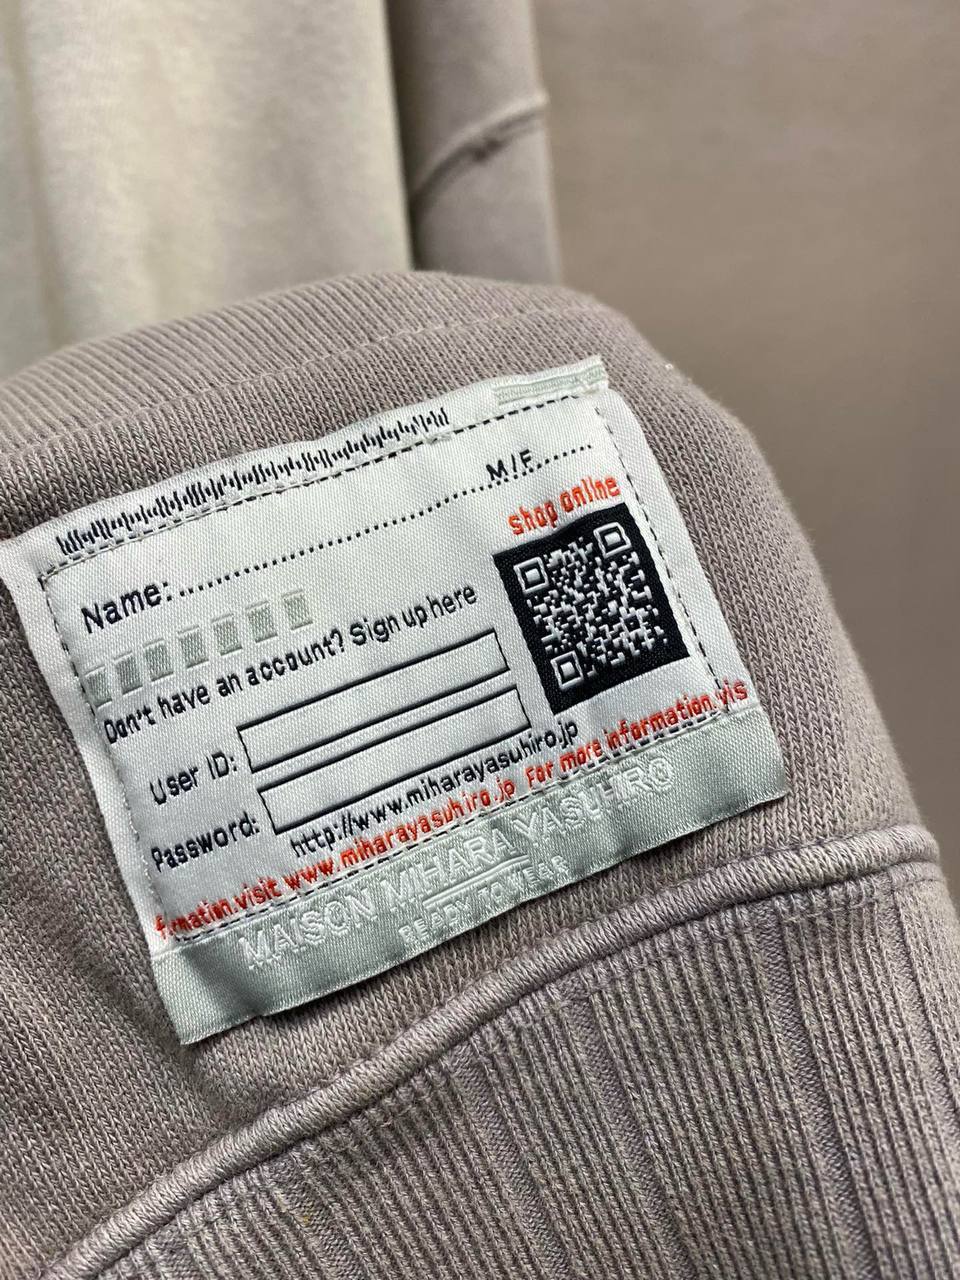 M/F
Name:
shop online
Don't have an account? Sign up here
User ID:
Password:
http://www.miharayasuhiro.jp
formation.visit www.miharayasuhiro.jp For more information.vis
MAISON MIHARA YASUHIRO
READY TO WEAR